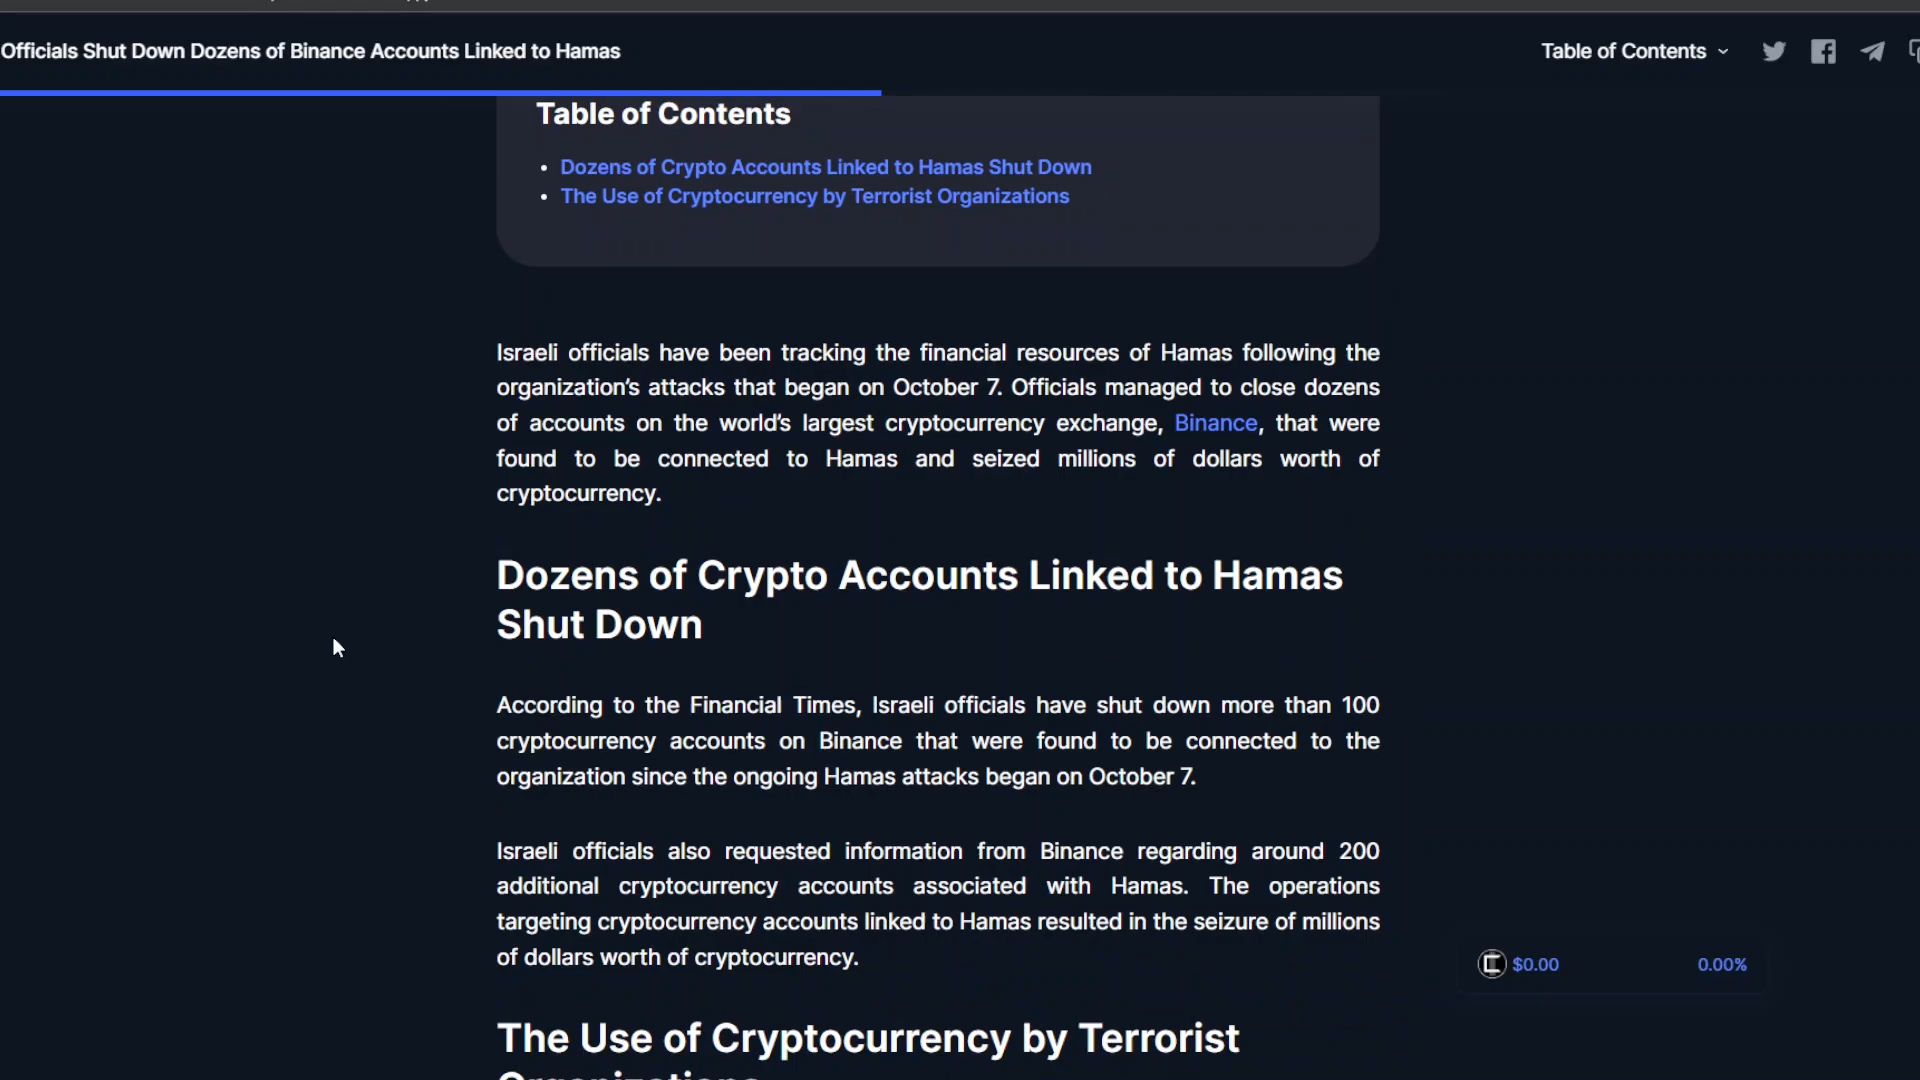 Officials Shut Down Dozens of Binance Accounts Linked to Hamas
Table of Contents
Table of Contents
• Dozens of Crypto Accounts Linked to Hamas Shut Down
• The Use of Cryptocurrency by Terrorist Organizations
Israeli officials have been tracking the financial resources of Hamas following the
organization's attacks that began on October 7. Officials managed to close dozens
of accounts on the world's largest cryptocurrency exchange, Binance, that were
found to be connected to Hamas and seized millions of dollars worth of
cryptocurrency.
Dozens of Crypto Accounts Linked to Hamas
Shut Down
According to the Financial Times, Israeli officials have shut down more than 100
cryptocurrency accounts on Binance that were found to be connected to the
organization since the ongoing Hamas attacks began on October 7.
Israeli officials also requested information from Binance regarding around 200
additional cryptocurrency accounts associated with Hamas. The operations
targeting cryptocurrency accounts linked to Hamas resulted in the seizure of millions
of dollars worth of cryptocurrency.
$0.00 0.00%
The Use of Cryptocurrency by Terrorist